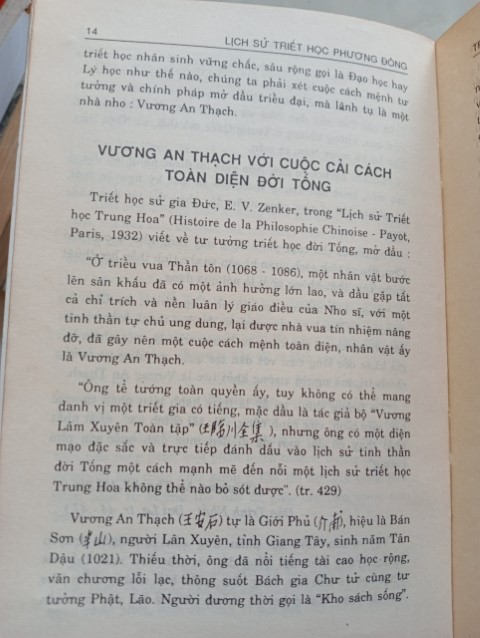 14
LỊCH SỬ TRIẾT HỌC PHƯƠNG ĐÔNG
triết học nhân sinh vững chắc, sâu rộng gọi là Đạo học hay
Lý học như thế nào, chúng ta phải xét cuộc cách mệnh tư
tưởng và chính pháp mở đầu triều đại, mà lãnh tụ là một
nhà nho : Vương An Thạch.
VƯƠNG AN THẠCH VỚI CUỘC CẢI CÁCH
TOÀN DIỆN ĐỜI TỐNG
Triết học sử gia Đức, E. V. Zenker, trong "Lịch sử Triết
học Trung Hoa" (Histoire de la Philosophie Chinoise - Payot,
Paris, 1932) viết về tư tưởng triết học đời Tống, mở đầu :
"Ở triều vua Thần tôn (1068 - 1086), một nhân vật bước
lên sân khấu đã có một ảnh hưởng lớn lao, và dầu gặp tất
cả chỉ trích và nền luân lý giáo điều của Nho sĩ, với một
tinh thần tự chủ ung dung, lại được nhà vua tín nhiệm nâng
đỡ, đã gây nên một cuộc cách mệnh toàn diện, nhân vật ấy
là Vương An Thạch.
"Ông tể tướng toàn quyền ấy, tuy không có thể mang
danh vị một triết gia có tiếng, mặc dầu là tác giả bộ "Vương
Lâm Xuyên Toàn tập" (王臨川全集), nhưng ông có một diện
mạo đặc sắc và trực tiếp đánh dấu vào lịch sử tinh thần
đời Tống một cách mạnh mẽ đến nỗi một lịch sử triết học
Trung Hoa không thể nào bỏ sót được". (tr. 429)
Vương An Thạch (王安石) tự là Giới Phủ (介甫), hiệu là Bán
Sơn (半山), người Lân Xuyên, tỉnh Giang Tây, sinh năm Tân
Dậu (1021). Thiếu thời, ông đã nổi tiếng tài cao học rộng,
văn chương lỗi lạc, thông suốt Bách gia Chư tử cùng tư
tưởng Phật, Lão. Người đương thời gọi là "Kho sách sống".